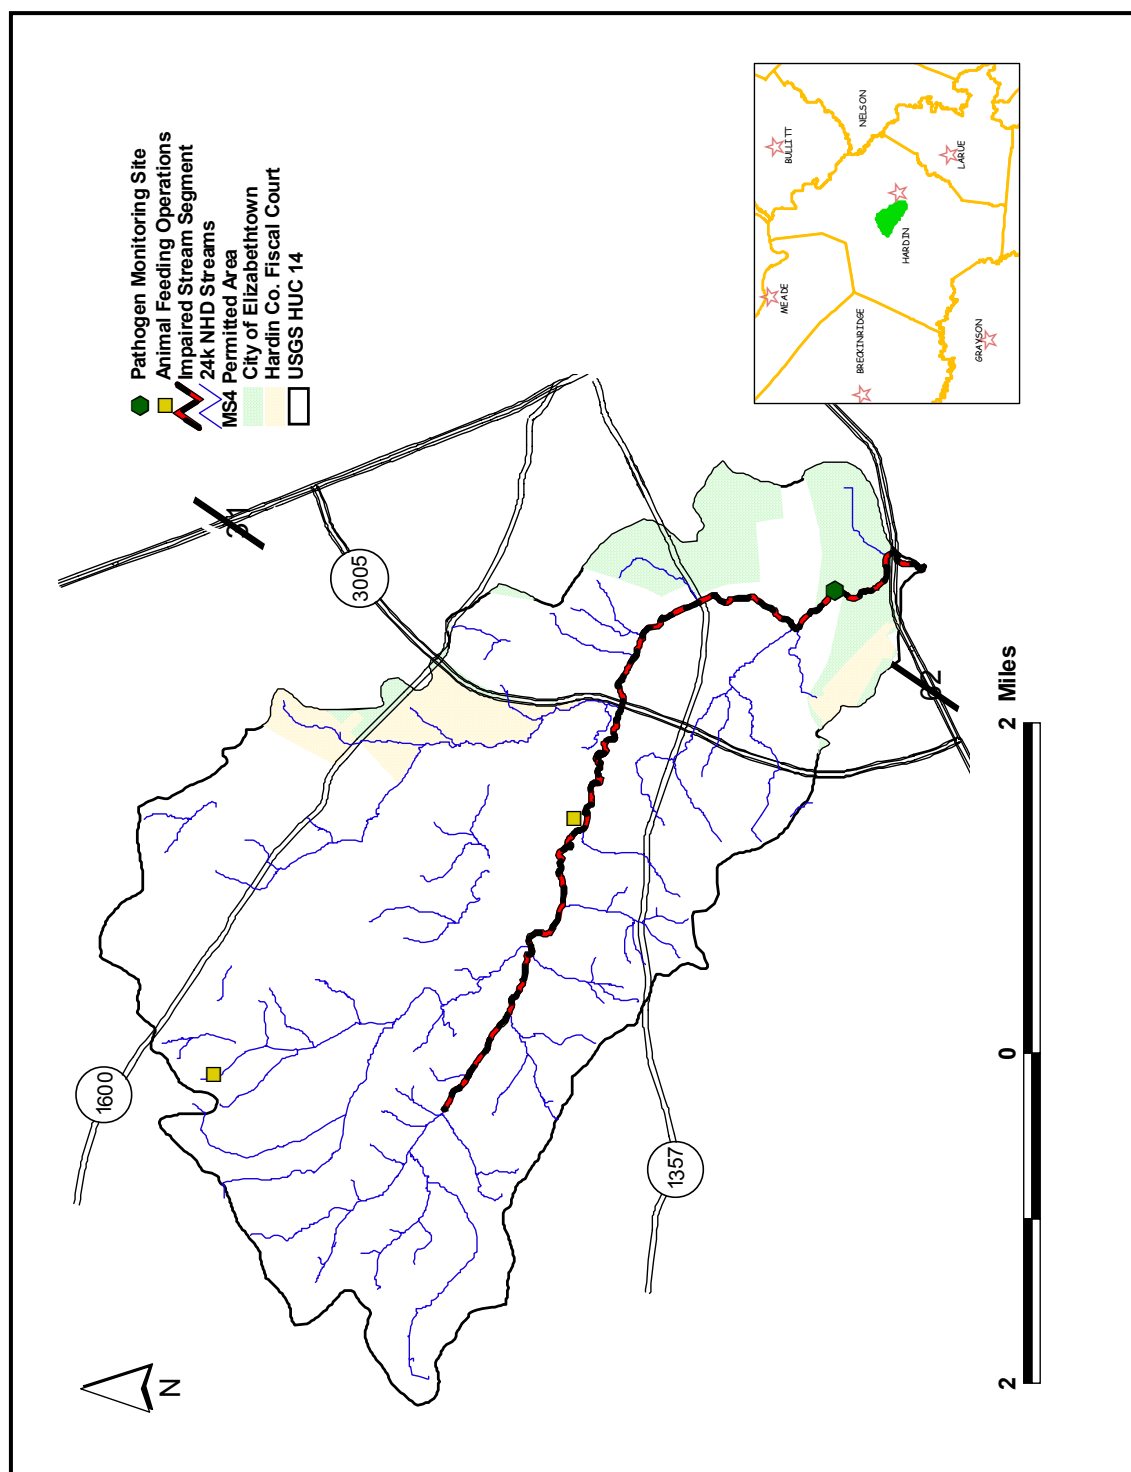 Pathogen Monitoring Site
Animal Feeding Operations
Impaired Stream Segment
24k NHD Streams
MS4 Permitted Area
City of Elizabethtown
Hardin Co. Fiscal Court
USGS HUC 14
N
1600
3005
1357
62
2 0 2 Miles
MEADE
BULLITT
NELSON
BRECKINRIDGE
HARDIN
LARUE
GRAYSON